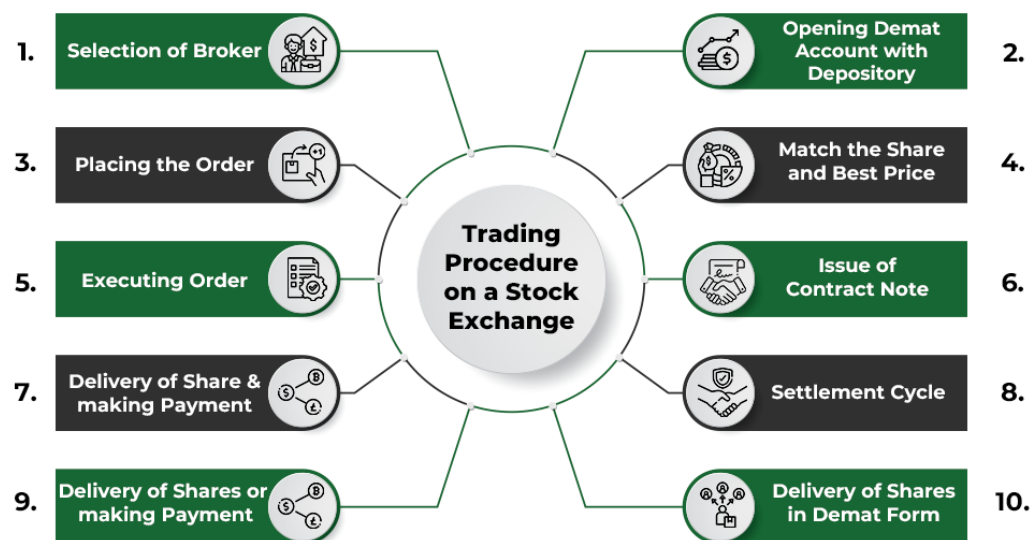 1.
Selection of Broker
Opening Demat
Account with
Depository
2.
3.
Placing the Order
Match the Share
and Best Price
4.
Trading
Procedure
on a Stock
Exchange
5.
Executing Order
Issue of
Contract Note
6.
7.
Delivery of Share &
making Payment
Settlement Cycle
8.
9.
Delivery of Shares or
making Payment
Delivery of Shares
in Demat Form
10.